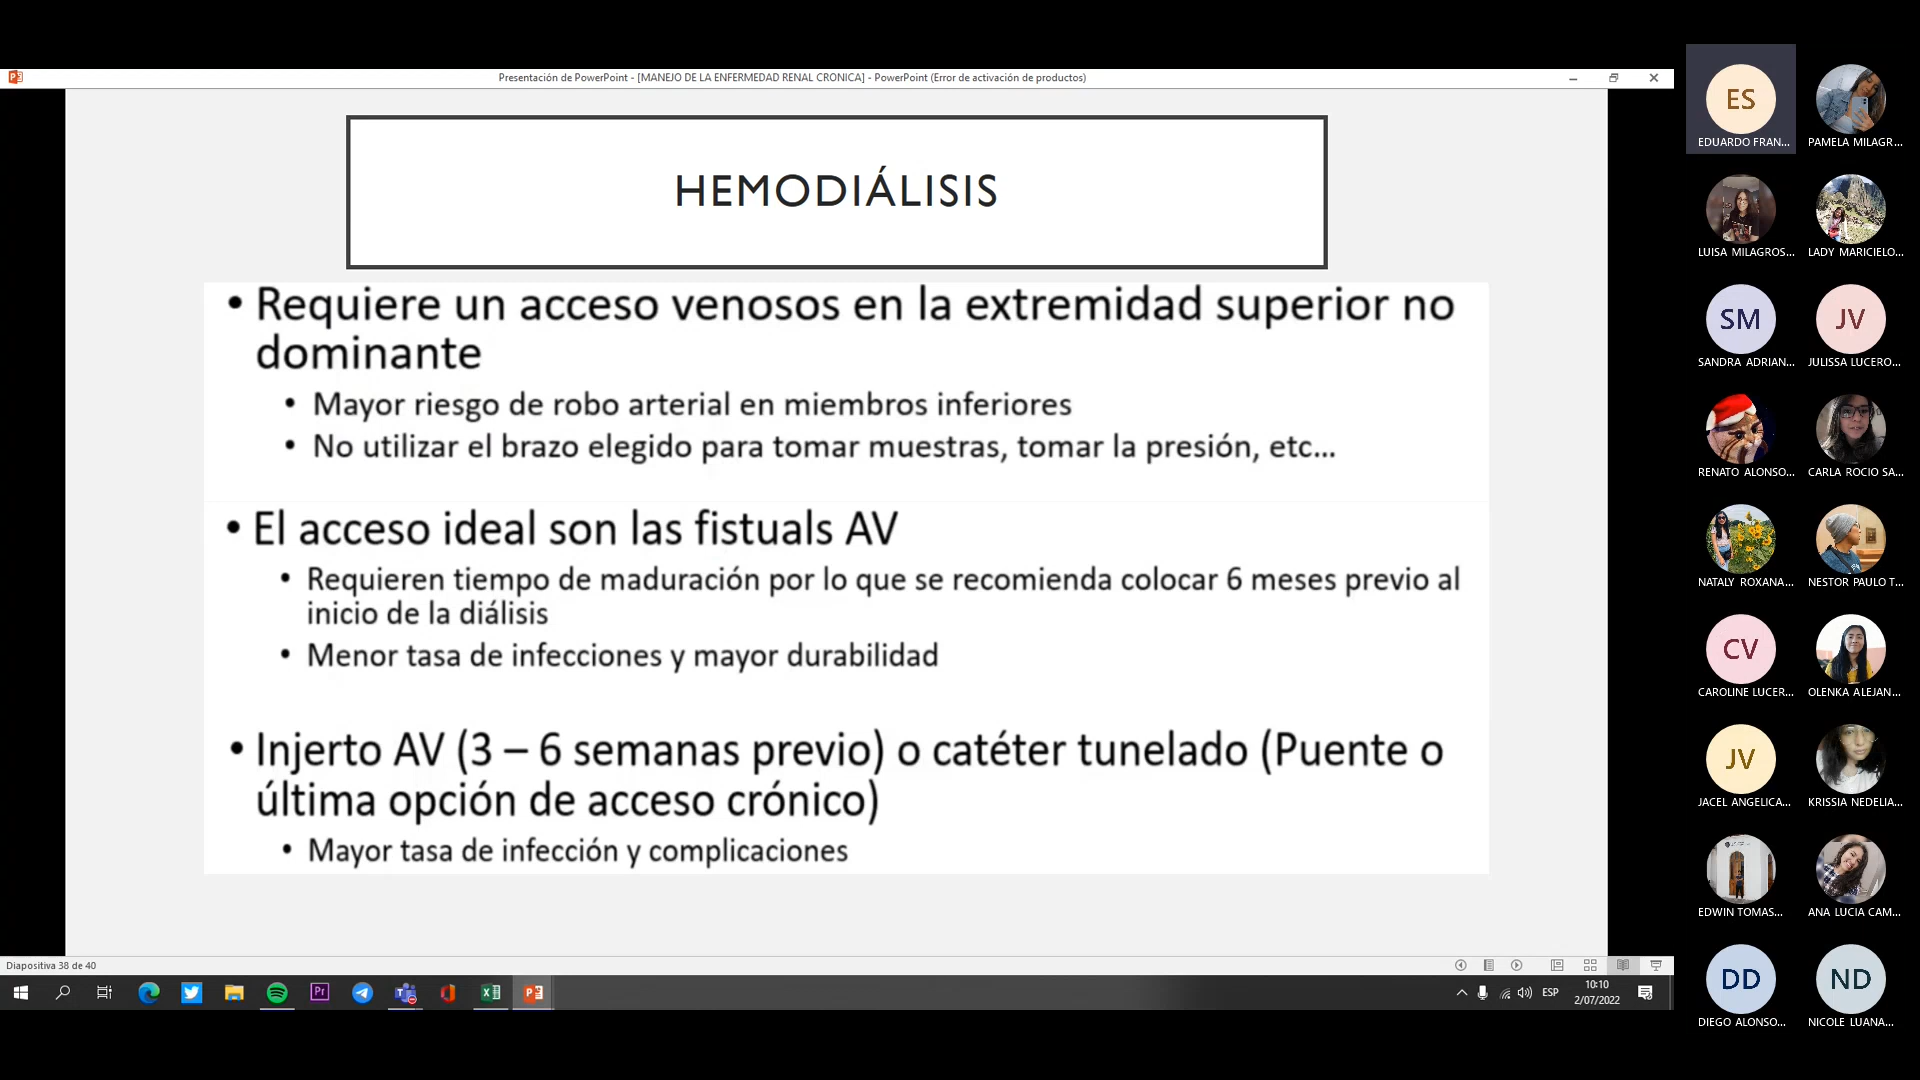 Presentación de PowerPoint - [MANEJO DE LA ENFERMEDAD RENAL CRONICA] - PowerPoint (Error de activación de productos)
HEMODIÁLISIS
• Requiere un acceso venosos en la extremidad superior no
dominante
• Mayor riesgo de robo arterial en miembros inferiores
• No utilizar el brazo elegido para tomar muestras, tomar la presión, etc...
• El acceso ideal son las fistuals AV
• Requieren tiempo de maduración por lo que se recomienda colocar 6 meses previo al
inicio de la diálisis
• Menor tasa de infecciones y mayor durabilidad
• Injerto AV (3 – 6 semanas previo) o catéter tunelado (Puente o
última opción de acceso crónico)
• Mayor tasa de infección y complicaciones
Diapositiva 38 de 40
Pr
ESP
10:10
2/07/2022
ES
EDUARDO FRAN...
PAMELA MILAGR...
LUISA MILAGROS...
LADY MARICIELO...
SM
JV
SANDRA ADRIAN...
JULISSA LUCERO...
RENATO ALONSO...
CARLA ROCIO SA...
NATALY ROXANA...
NESTOR PAULO T...
CV
CAROLINE LUCER...
OLENKA ALEJAN...
JV
JACEL ANGELICA...
KRISSIA NEDELIA...
EDWIN TOMAS...
ANA LUCIA CAM...
DD
ND
DIEGO ALONSO...
NICOLE LUANA...